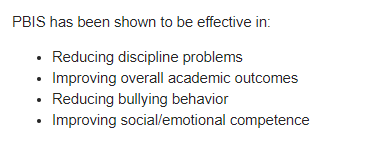 PBIS has been shown to be effective in:
• Reducing discipline problems
• Improving overall academic outcomes
• Reducing bullying behavior
• Improving social/emotional competence